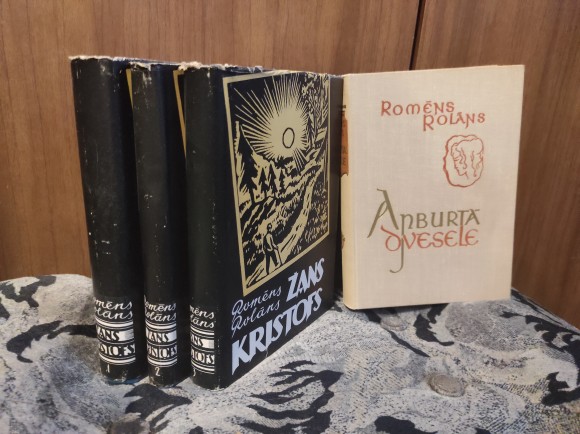 Romēns
Rolāns
ŽANS
KRISTOFS
1
Romēns
Rolāns
ŽANS
KRISTOFS
2
Romēns
Rolāns
ŽANS
KRISTOFS
Romēns
Rolāns
ŽANS
KRISTOFS
ROMĒNS
ROLĀNS
APBURTĀ
DVĒSELE